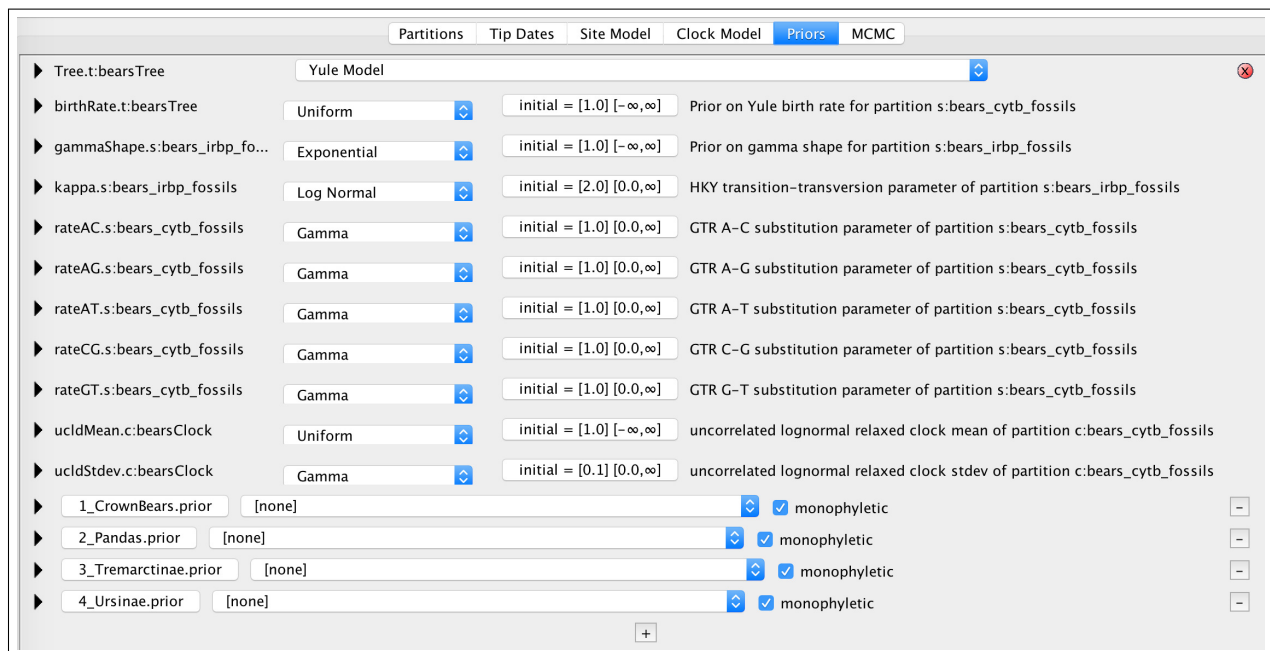 Partitions Tip Dates Site Model Clock Model Priors MCMC
Tree.t:bearsTree Yule Model x
birthRate.t:bearsTree Uniform initial = [1.0] [-∞,∞] Prior on Yule birth rate for partition s:bears_cytb_fossils
gammaShape.s:bears_irbp_fo... Exponential initial = [1.0] [-∞,∞] Prior on gamma shape for partition s:bears_irbp_fossils
kappa.s:bears_irbp_fossils Log Normal initial = [2.0] [0.0,∞] HKY transition-transversion parameter of partition s:bears_irbp_fossils
rateAC.s:bears_cytb_fossils Gamma initial = [1.0] [0.0,∞] GTR A-C substitution parameter of partition s:bears_cytb_fossils
rateAG.s:bears_cytb_fossils Gamma initial = [1.0] [0.0,∞] GTR A-G substitution parameter of partition s:bears_cytb_fossils
rateAT.s:bears_cytb_fossils Gamma initial = [1.0] [0.0,∞] GTR A-T substitution parameter of partition s:bears_cytb_fossils
rateCG.s:bears_cytb_fossils Gamma initial = [1.0] [0.0,∞] GTR C-G substitution parameter of partition s:bears_cytb_fossils
rateGT.s:bears_cytb_fossils Gamma initial = [1.0] [0.0,∞] GTR G-T substitution parameter of partition s:bears_cytb_fossils
ucldMean.c:bearsClock Uniform initial = [1.0] [-∞,∞] uncorrelated lognormal relaxed clock mean of partition c:bears_cytb_fossils
ucldStdev.c:bearsClock Gamma initial = [0.1] [0.0,∞] uncorrelated lognormal relaxed clock stdev of partition c:bears_cytb_fossils
1_CrownBears.prior [none] monophyletic -
2_Pandas.prior [none] monophyletic -
3_Tremarctinae.prior [none] monophyletic -
4_Ursinae.prior [none] monophyletic -
+